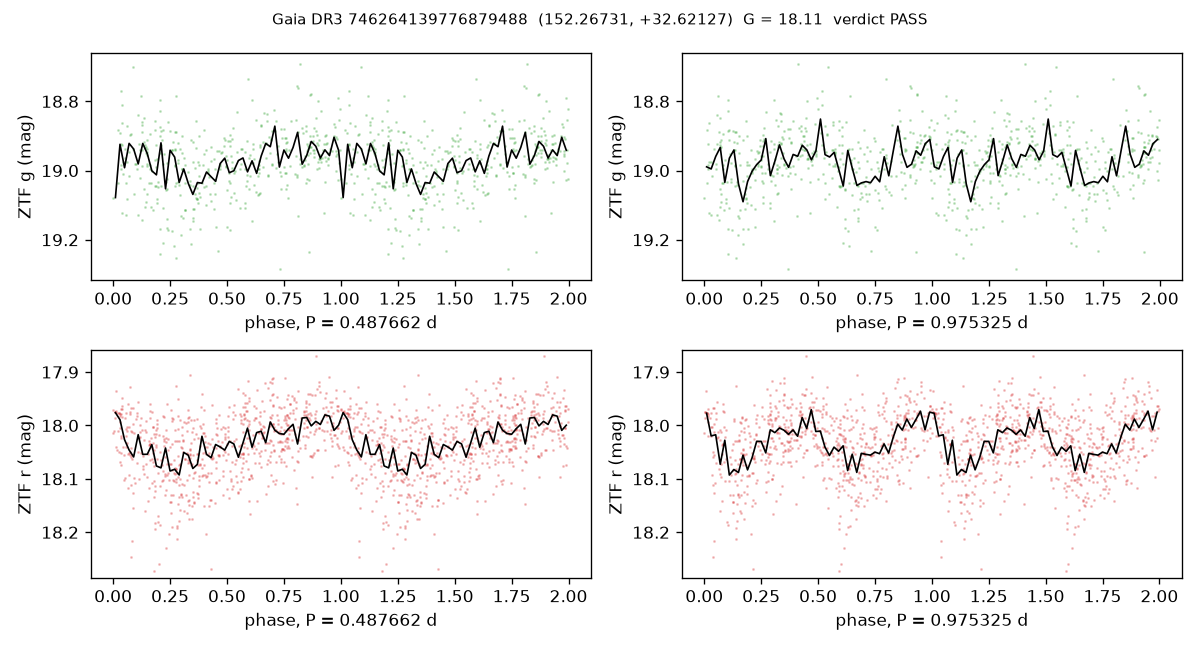 Gaia DR3 746264139776879488 (152.26731, +32.62127) G = 18.11 verdict PASS
ZTF g (mag)
18.8
19.0
19.2
0.00 0.25 0.50 0.75 1.00 1.25 1.50 1.75 2.00
phase, P = 0.487662 d
ZTF g (mag)
18.8
19.0
19.2
0.00 0.25 0.50 0.75 1.00 1.25 1.50 1.75 2.00
phase, P = 0.975325 d
ZTF r (mag)
17.9
18.0
18.1
18.2
0.00 0.25 0.50 0.75 1.00 1.25 1.50 1.75 2.00
phase, P = 0.487662 d
ZTF r (mag)
17.9
18.0
18.1
18.2
0.00 0.25 0.50 0.75 1.00 1.25 1.50 1.75 2.00
phase, P = 0.975325 d